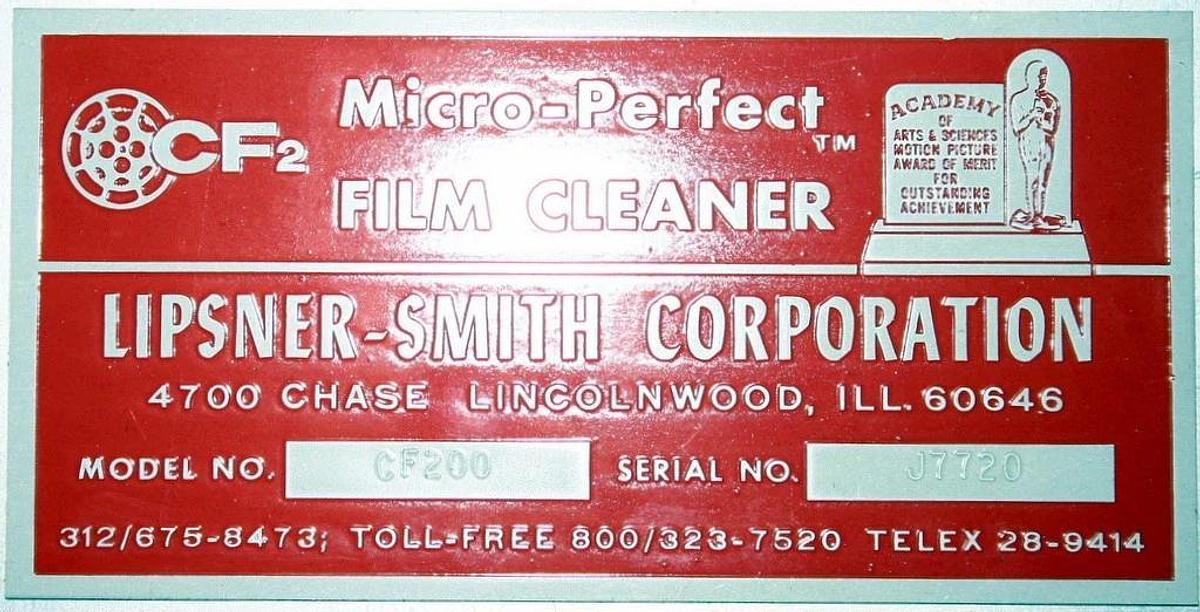 CF2
Micro-Perfect TM
FILM CLEANER
ACADEMY
OF
ARTS & SCIENCES
MOTION PICTURE
AWARD OF MERIT
FOR
OUTSTANDING
ACHIEVEMENT
LIPSNER-SMITH CORPORATION
4700 CHASE LINCOLNWOOD, ILL. 60646
MODEL NO. CF200 SERIAL NO. J7720
312/675-8473; TOLL-FREE 800/323-7520 TELEX 28-9414